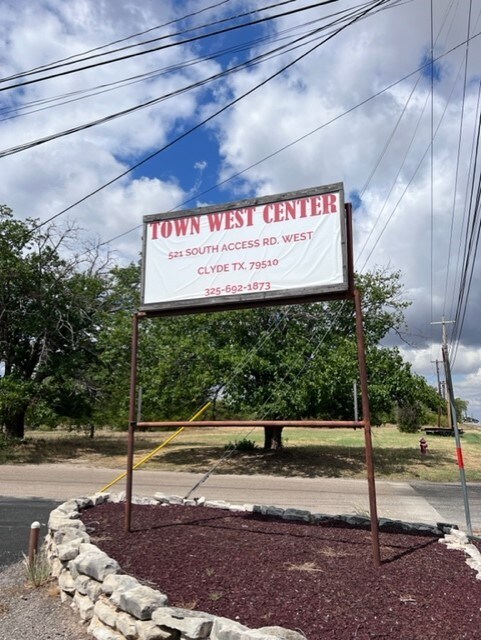 TOWN WEST CENTER
521 SOUTH ACCESS RD. WEST
CLYDE TX, 79510
325-692-1873